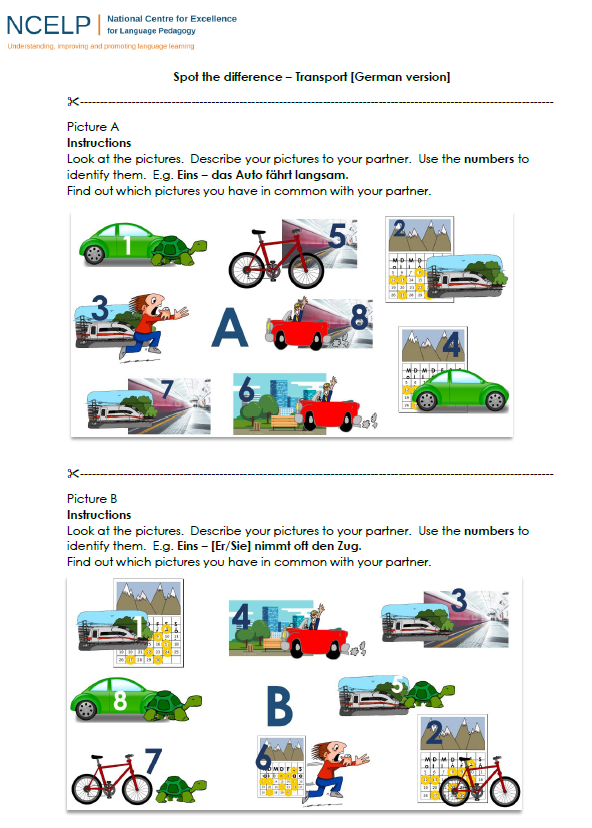 NCELP | National Centre for Excellence
for Language Pedagogy
Understanding, improving and promoting language learning
Spot the difference – Transport [German version]
Picture A
Instructions
Look at the pictures. Describe your pictures to your partner. Use the numbers to
identify them. E.g. Eins – das Auto fährt langsam.
Find out which pictures you have in common with your partner.
1
5
2
3
A
8
4
7
6
Picture B
Instructions
Look at the pictures. Describe your pictures to your partner. Use the numbers to
identify them. E.g. Eins – [Er/Sie] nimmt oft den Zug.
Find out which pictures you have in common with your partner.
1
4
3
8
B
5
2
7
6